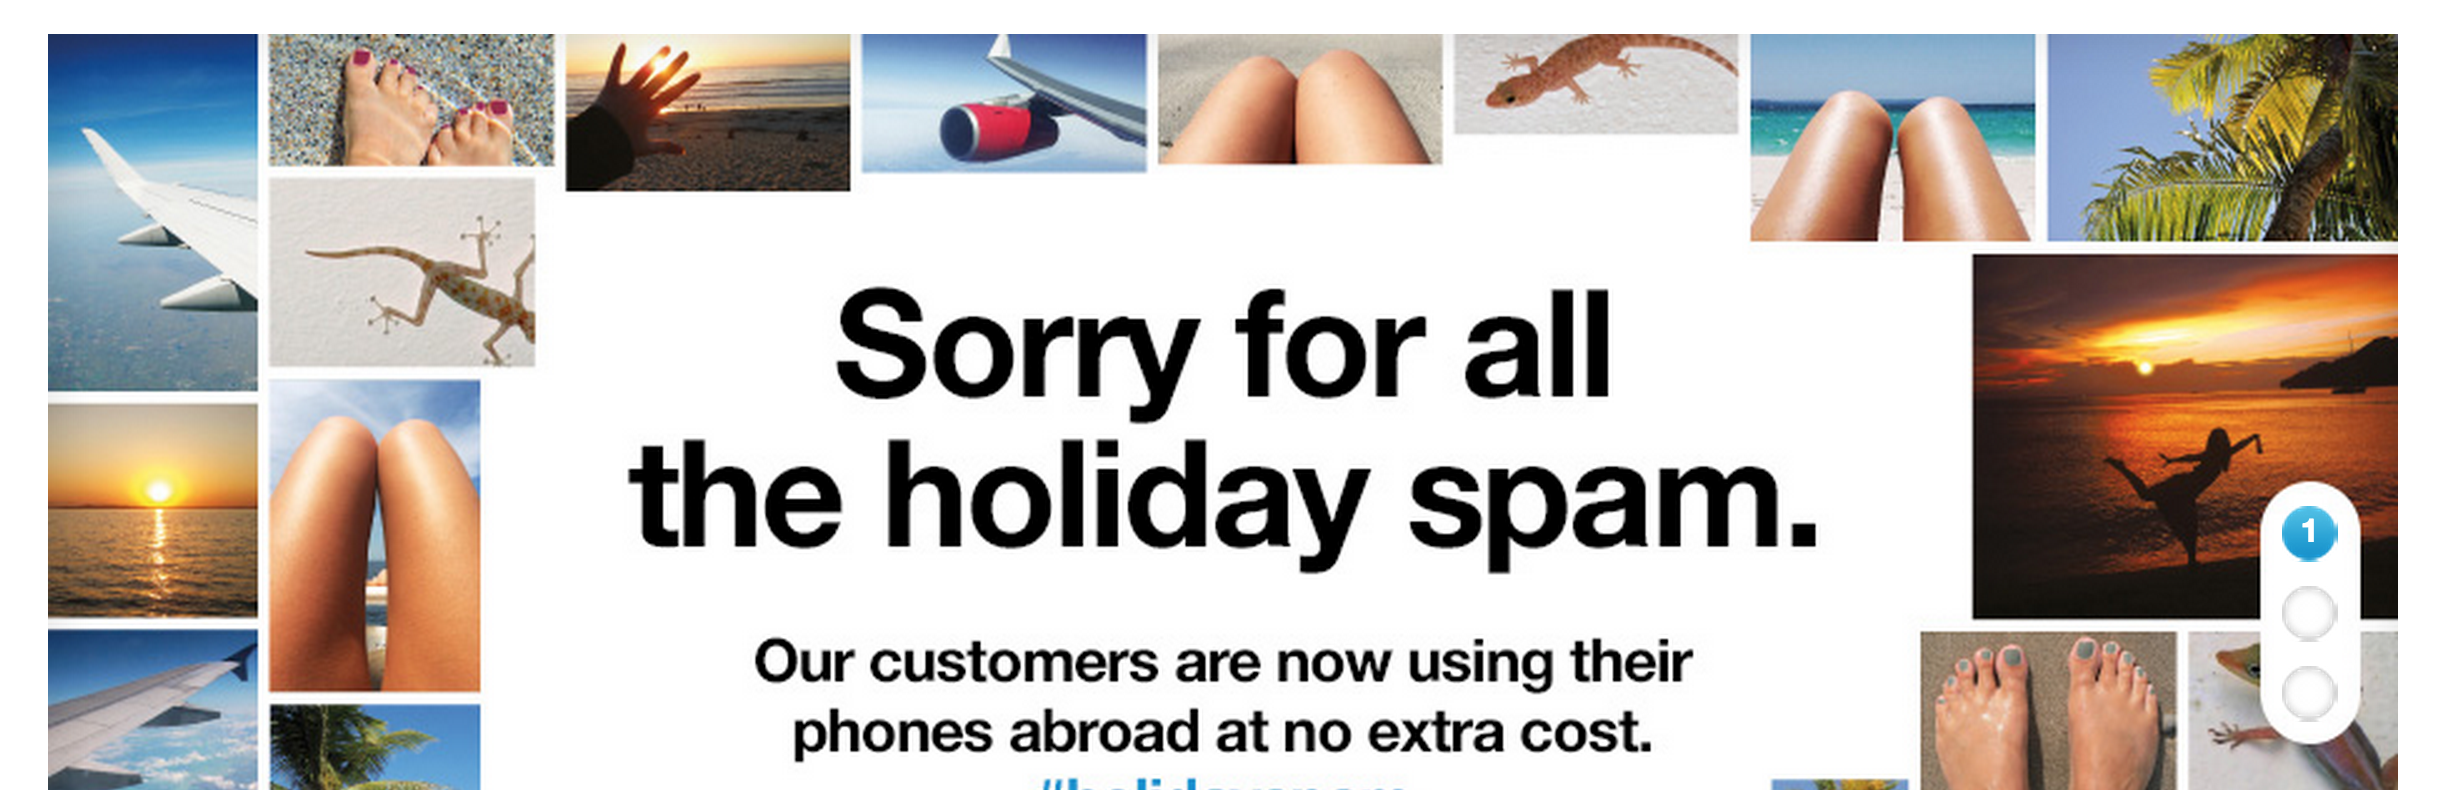 Sorry for all
the holiday spam.
1
Our customers are now using their
phones abroad at no extra cost.
#holidayspam